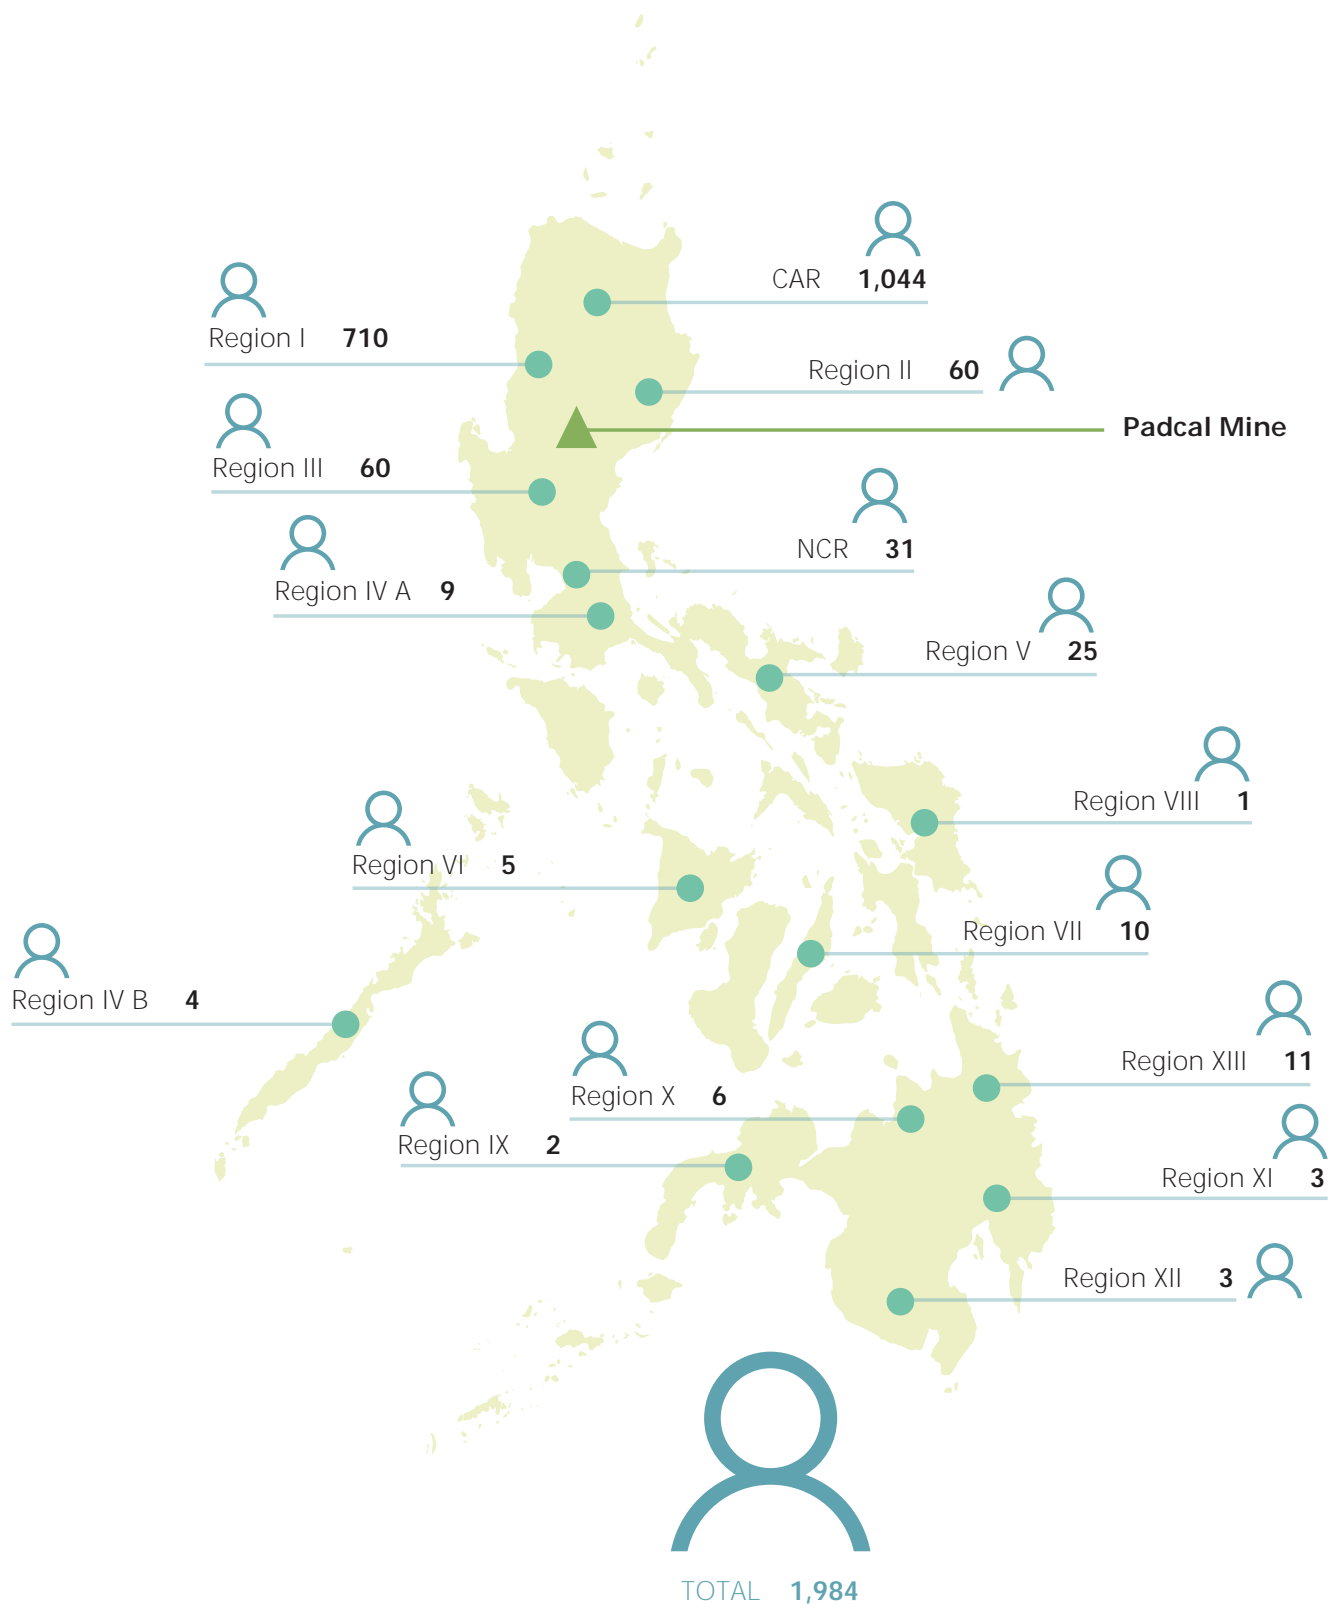 CAR 1,044
Region I 710
Region II 60
Padcal Mine
Region III 60
NCR 31
Region IV A 9
Region V 25
Region VIII 1
Region VI 5
Region VII 10
Region IV B 4
Region XIII 11
Region X 6
Region IX 2
Region XI 3
Region XII 3
TOTAL 1,984